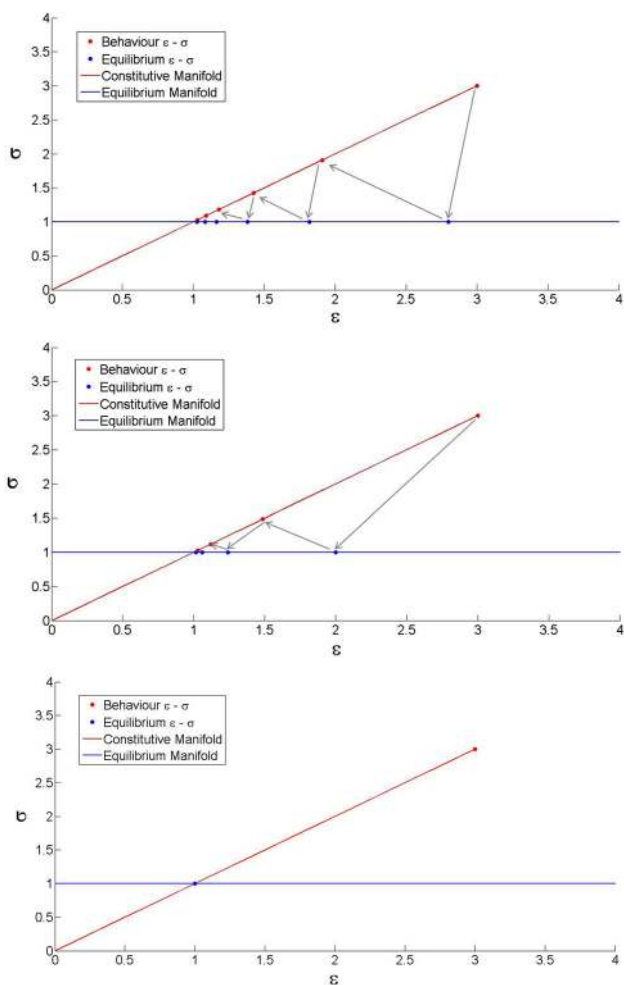 4
3.5
3
2.5
2
1.5
1
0.5
0
σ
Behaviour ε - σ
Equilibrium ε - σ
Constitutive Manifold
Equilibrium Manifold
0 0.5 1 1.5 2 2.5 3 3.5 4
ε
4
3.5
3
2.5
2
1.5
1
0.5
0
σ
Behaviour ε - σ
Equilibrium ε - σ
Constitutive Manifold
Equilibrium Manifold
0 0.5 1 1.5 2 2.5 3 3.5 4
ε
4
3.5
3
2.5
2
1.5
1
0.5
0
σ
Behaviour ε - σ
Equilibrium ε - σ
Constitutive Manifold
Equilibrium Manifold
0 0.5 1 1.5 2 2.5 3 3.5 4
ε